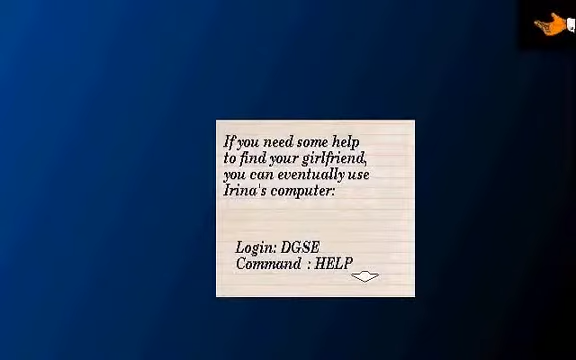 If you need some help
to find your girlfriend,
you can eventually use
Irina's computer:
Login: DGSE
Command : HELP